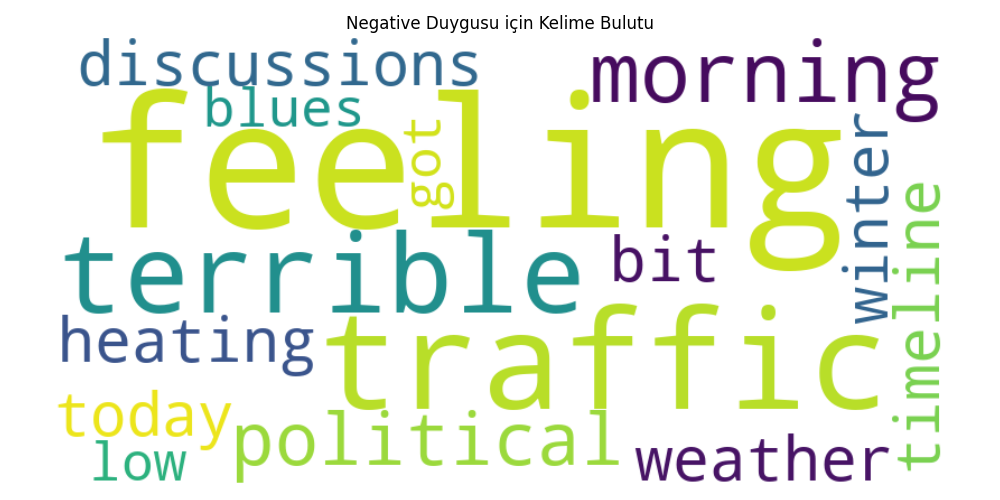 Negative Duygusu için Kelime Bulutu
discussions
morning
blues
feeling
got
winter
timeline
terrible
bit
heating
traffic
today
political
low
weather